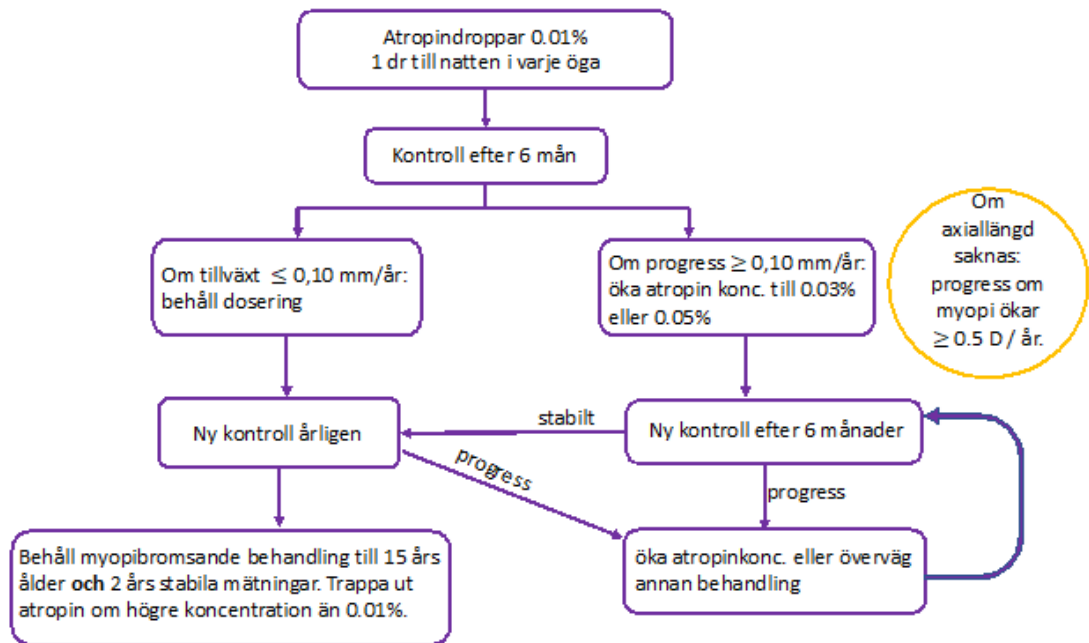 Atropindroppar 0.01%
1 dr till natten i varje öga
Kontroll efter 6 mån
Om tillväxt ≤ 0,10 mm/år:
behåll dosering
Om progress ≥ 0,10 mm/år:
öka atropin konc. till 0.03%
eller 0.05%
Om
axiallängd
saknas:
progress om
myopi ökar
≥ 0.5 D / år.
Ny kontroll årligen
stabilt
Ny kontroll efter 6 månader
progress
progress
Behåll myopibromsande behandling till 15 års
ålder och 2 års stabila mätningar. Trappa ut
atropin om högre koncentration än 0.01%.
öka atropinkonc. eller överväg
annan behandling